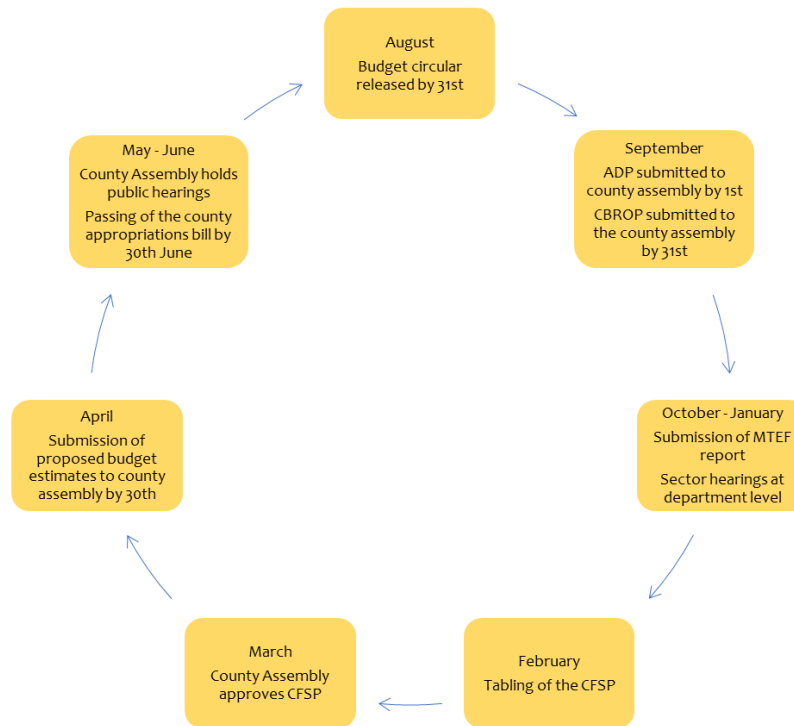 August
Budget circular
released by 31st
September
ADP submitted to
county assembly by 1st
CBROP submitted to
the county assembly
by 31st
October - January
Submission of MTEF
report
Sector hearings at
department level
February
Tabling of the CFSP
March
County Assembly
approves CFSP
April
Submission of
proposed budget
estimates to county
assembly by 30th
May - June
County Assembly holds
public hearings
Passing of the county
appropriations bill by
30th June